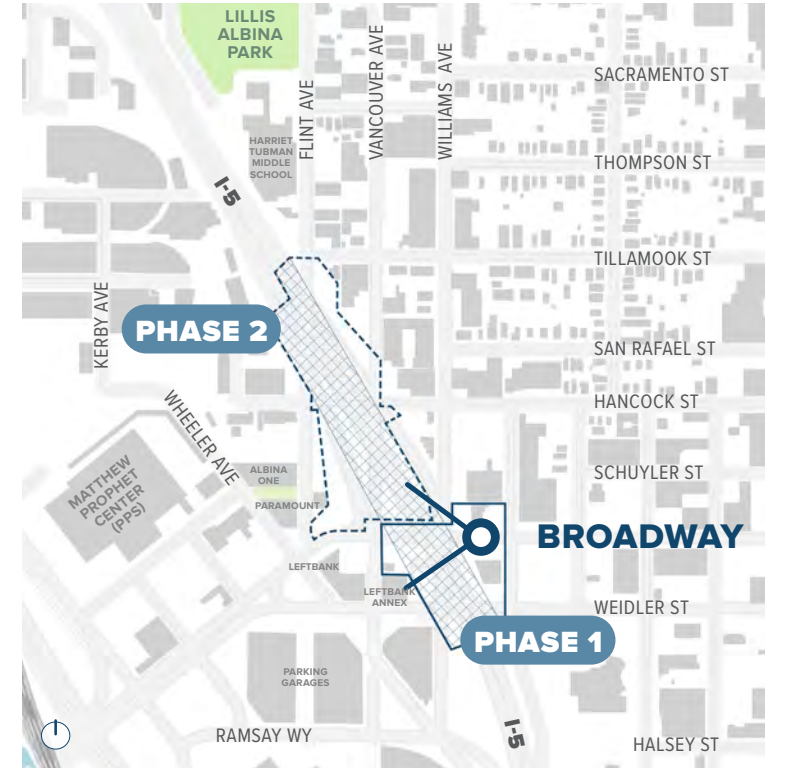 LILLIS
ALBINA
PARK
FLINT AVE
VANCOUVER AVE
WILLIAMS AVE
SACRAMENTO ST
HARRIET
TUBMAN
MIDDLE
SCHOOL
THOMPSON ST
I-5
TILLAMOOK ST
KERBY AVE
PHASE 2
SAN RAFAEL ST
HANCOCK ST
WHEELER AVE
MATTHEW
PROPHET
CENTER
(PPS)
ALBINA
ONE
SCHUYLER ST
PARAMOUNT
BROADWAY
LEFTBANK
LEFTBANK
ANNEX
WEIDLER ST
PHASE 1
PARKING
GARAGES
RAMSAY WY
I-5
HALSEY ST